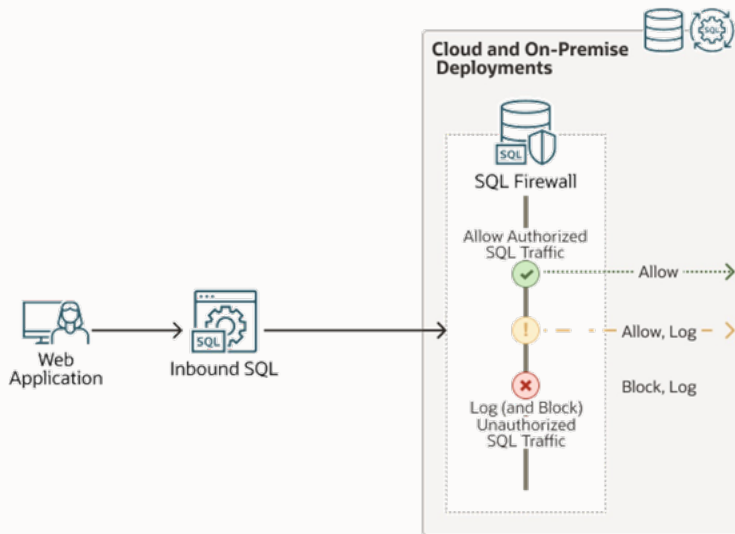 Cloud and On-Premise
Deployments
SQL
SQL
SQL Firewall
Allow Authorized
SQL Traffic
Allow
SQL
Web
Application
Inbound SQL
!
Allow, Log
Block, Log
Log (and Block)
Unauthorized
SQL Traffic